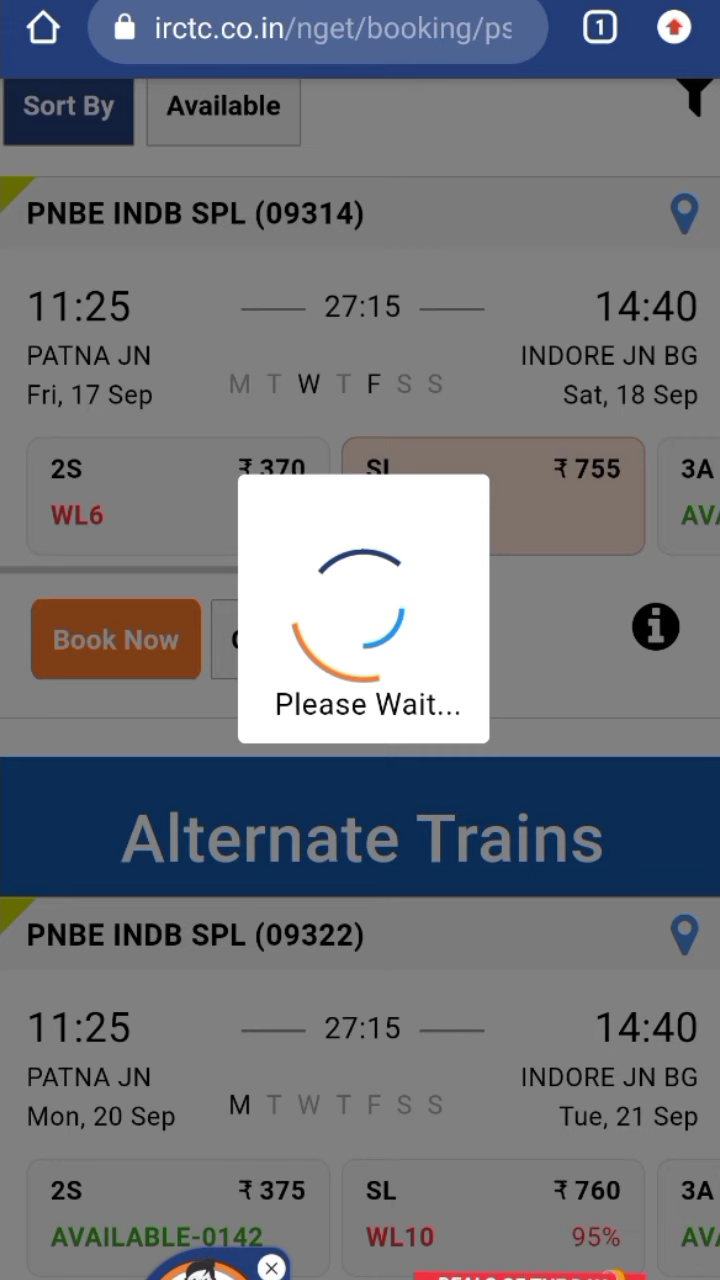 irctc.co.in/nget/booking/ps
1
Sort By
Available
PNBE INDB SPL (09314)
11:25 27:15 14:40
PATNA JN INDORE JN BG
M T W T F S S
Fri, 17 Sep Sat, 18 Sep
2S ₹ 370 SL ₹ 755 3A
WL6
Book Now
Please Wait...
Alternate Trains
PNBE INDB SPL (09322)
11:25 27:15 14:40
PATNA JN INDORE JN BG
M T W T F S S
Mon, 20 Sep Tue, 21 Sep
2S ₹ 375 SL ₹ 760 3A
AVAILABLE-0142 WL10 95%